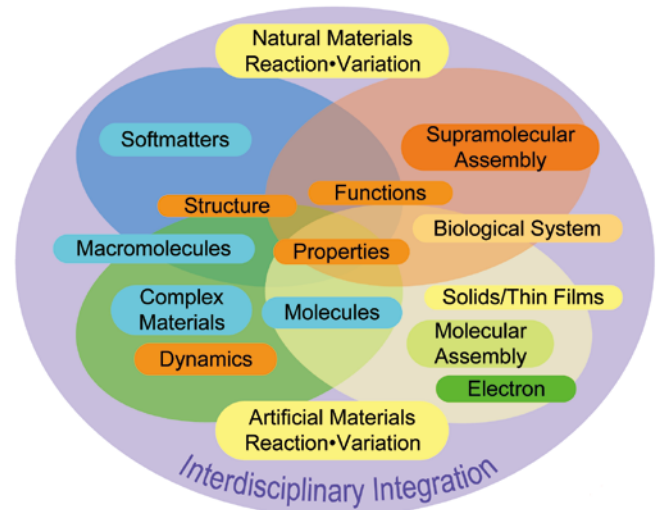 Natural Materials
Reaction•Variation
Softmatters
Supramolecular
Assembly
Functions
Structure
Biological System
Macromolecules
Properties
Complex
Materials
Molecules
Solids/Thin Films
Molecular
Assembly
Dynamics
Electron
Artificial Materials
Reaction•Variation
Interdisciplinary Integration